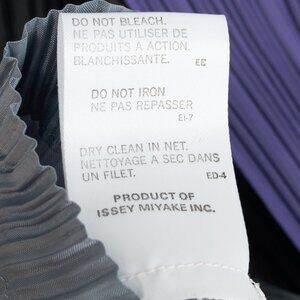 DO NOT BLEACH.
NE PAS UTILISER DE
PRODUITS A ACTION.
BLANCHISSANTE.
EE
DO NOT IRON
NE PAS REPASSER
EI-7
DRY CLEAN IN NET.
NETTOYAGE A SEC DANS
UN FILET.
ED-4
PRODUCT OF
ISSEY MIYAKE INC.